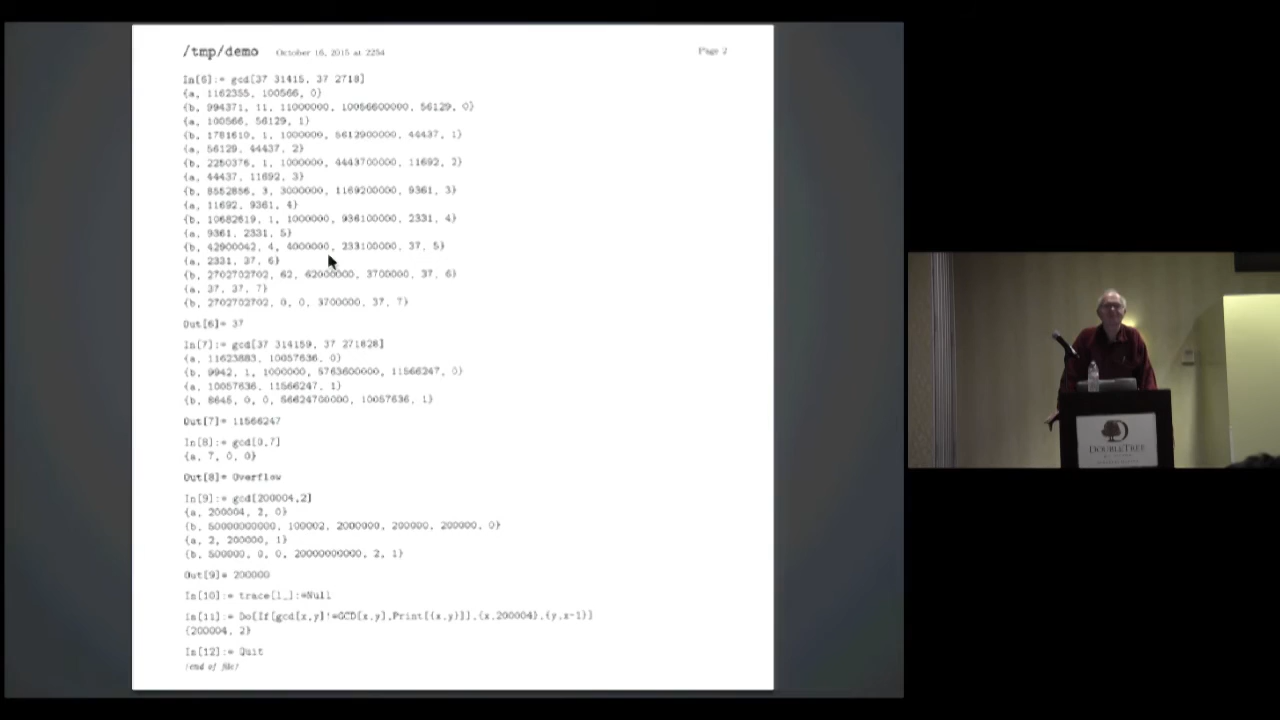 /tmp/demo October 16, 2015 at 2254 Page 2
In[6]:= gcd[37 31415, 37 2718]
{a, 1162355, 100566, 0}
{b, 994371, 11, 11000000, 10056600000, 56129, 0}
{a, 100566, 56129, 1}
{b, 1781610, 1, 1000000, 5612900000, 44437, 1}
{a, 56129, 44437, 2}
{b, 2250376, 1, 1000000, 4443700000, 11692, 2}
{a, 44437, 11692, 3}
{b, 8552856, 3, 3000000, 1169200000, 9361, 3}
{a, 11692, 9361, 4}
{b, 10682619, 1, 1000000, 936100000, 2331, 4}
{a, 9361, 2331, 5}
{b, 42900042, 4, 4000000, 233100000, 37, 5}
{a, 2331, 37, 6}
{b, 2702702702, 62, 62000000, 3700000, 37, 6}
{a, 37, 37, 7}
{b, 2702702702, 0, 0, 3700000, 37, 7}
Out[6]= 37
In[7]:= gcd[37 314159, 37 271828]
{a, 11623883, 10057636, 0}
{b, 9942, 1, 1000000, 5763600000, 11566247, 0}
{a, 10057636, 11566247, 1}
{b, 8645, 0, 0, 56624700000, 10057636, 1}
Out[7]= 11566247
In[8]:= gcd[0,7]
{a, 7, 0, 0}
Out[8]= Overflow
In[9]:= gcd[200004,2]
{a, 200004, 2, 0}
{b, 50000000000, 100002, 2000000, 200000, 200000, 0}
{a, 2, 200000, 1}
{b, 500000, 0, 0, 20000000000, 2, 1}
Out[9]= 200000
In[10]:= trace[l_]:=Null
In[11]:= Do[If[gcd[x,y]!=GCD[x,y],Print[{x,y}]],{x,200004},{y,x-1}]
{200004, 2}
In[12]:= Quit
!end of file!
DOUBLETREE